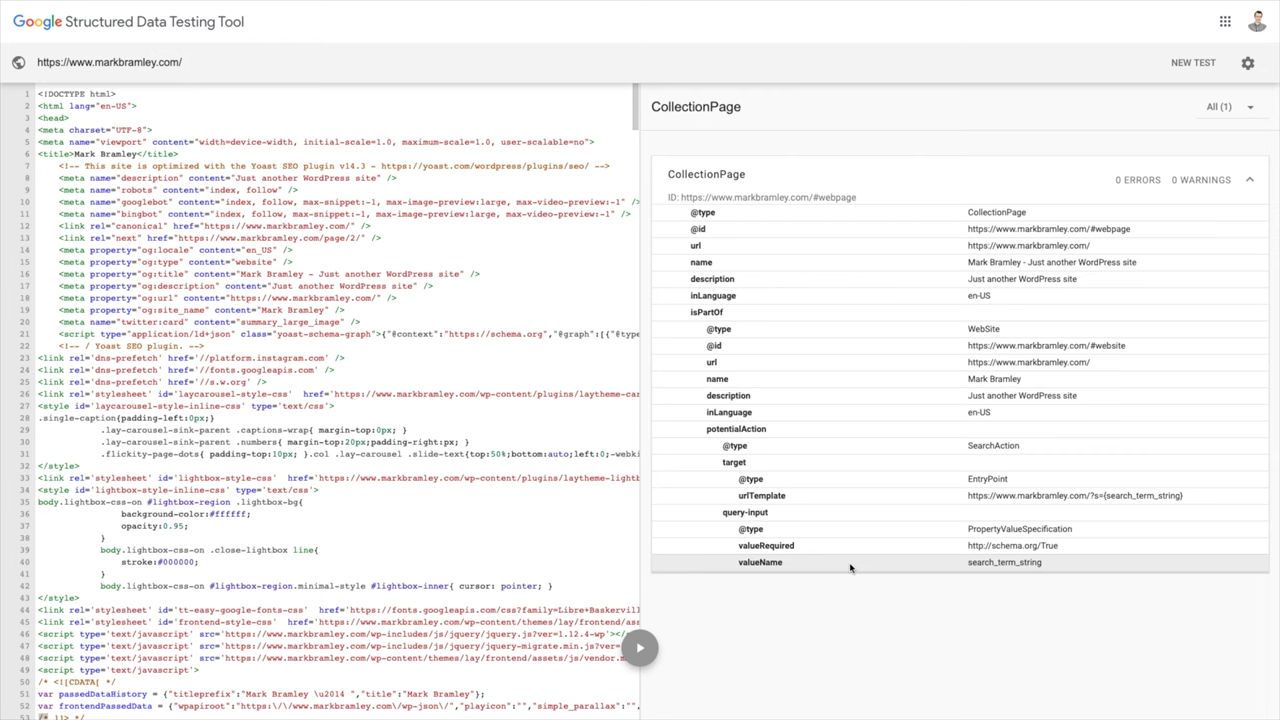 Google Structured Data Testing Tool
https://www.markbramley.com/
NEW TEST
1 <!DOCTYPE html>
2 <html lang="en-US">
3 <head>
4 <meta charset="UTF-8">
5 <meta name="viewport" content="width=device-width, initial-scale=1.0, maximum-scale=1.0, user-scalable=no">
6 <title>Mark Bramley</title>
7 <!-- This site is optimized with the Yoast SEO plugin v14.3 - https://yoast.com/wordpress/plugins/seo/ -->
8 <meta name="description" content="Just another WordPress site" />
9 <meta name="robots" content="index, follow" />
10 <meta name="googlebot" content="index, follow, max-snippet:-1, max-image-preview:large, max-video-preview:-1" />
11 <meta name="bingbot" content="index, follow, max-snippet:-1, max-image-preview:large, max-video-preview:-1" />
12 <link rel="canonical" href="https://www.markbramley.com/" />
13 <link rel="next" href="https://www.markbramley.com/page/2/" />
14 <meta property="og:locale" content="en_US" />
15 <meta property="og:type" content="website" />
16 <meta property="og:title" content="Mark Bramley - Just another WordPress site" />
17 <meta property="og:description" content="Just another WordPress site" />
18 <meta property="og:url" content="https://www.markbramley.com/" />
19 <meta property="og:site_name" content="Mark Bramley" />
20 <meta name="twitter:card" content="summary_large_image" />
21 <script type="application/ld+json" class="yoast-schema-graph">{"@context":"https://schema.org","@graph":[{"@type
22 <!-- / Yoast SEO plugin. -->
23 <link rel='dns-prefetch' href='//platform.instagram.com' />
24 <link rel='dns-prefetch' href='//fonts.googleapis.com' />
25 <link rel='dns-prefetch' href='//s.w.org' />
26 <link rel='stylesheet' id='laycarousel-style-css' href='https://www.markbramley.com/wp-content/plugins/laytheme-car
27 <style id='laycarousel-style-inline-css' type='text/css'>
28 .single-caption{padding-left:0px;}
29 .lay-carousel-sink-parent .captions-wrap{ margin-top:0px; }
30 .lay-carousel-sink-parent .numbers{ margin-top:20px;padding-right:px; }
31 .flickity-page-dots{ padding-top:10px; }.col .lay-carousel .slide-text{top:50%;bottom:auto;left:0;-webki
32 </style>
33 <link rel='stylesheet' id='lightbox-style-css' href='https://www.markbramley.com/wp-content/plugins/laytheme-lightb
34 <style id='lightbox-style-inline-css' type='text/css'>
35 body.lightbox-css-on #lightbox-region .lightbox-bg{
36 background-color:#ffffff;
37 opacity:0.95;
38 }
39 body.lightbox-css-on .close-lightbox line{
40 stroke:#000000;
41 }
42 body.lightbox-css-on #lightbox-region.minimal-style #lightbox-inner{ cursor: pointer; }
43 </style>
44 <link rel='stylesheet' id='tt-easy-google-fonts-css' href='https://fonts.googleapis.com/css?family=Libre+Baskervill
45 <link rel='stylesheet' id='frontend-style-css' href='https://www.markbramley.com/wp-content/themes/lay/frontend/ass
46 <script type='text/javascript' src='https://www.markbramley.com/wp-includes/js/jquery/jquery.js?ver=1.12.4-wp'></
47 <script type='text/javascript' src='https://www.markbramley.com/wp-includes/js/jquery/jquery-migrate.min.js?ver=
48 <script type='text/javascript' src='https://www.markbramley.com/wp-content/themes/lay/frontend/assets/js/vendor.m
49 <script type='text/javascript'>
50 /* <![CDATA[ */
51 var passedDataHistory = {"titleprefix":"Mark Bramley \u2014 ","title":"Mark Bramley"};
52 var frontendPassedData = {"wpapiroot":"https:\/\/www.markbramley.com\/wp-json\/","playicon":"","simple_parallax":"",
53 /* ]]> */
CollectionPage
All (1)
CollectionPage
0 ERRORS 0 WARNINGS
ID: https://www.markbramley.com/#webpage
@type CollectionPage
@id https://www.markbramley.com/#webpage
url https://www.markbramley.com/
name Mark Bramley - Just another WordPress site
description Just another WordPress site
inLanguage en-US
isPartOf
@type WebSite
@id https://www.markbramley.com/#website
url https://www.markbramley.com/
name Mark Bramley
description Just another WordPress site
inLanguage en-US
potentialAction
@type SearchAction
target
@type EntryPoint
urlTemplate https://www.markbramley.com/?s={search_term_string}
query-input
@type PropertyValueSpecification
valueRequired http://schema.org/True
valueName search_term_string